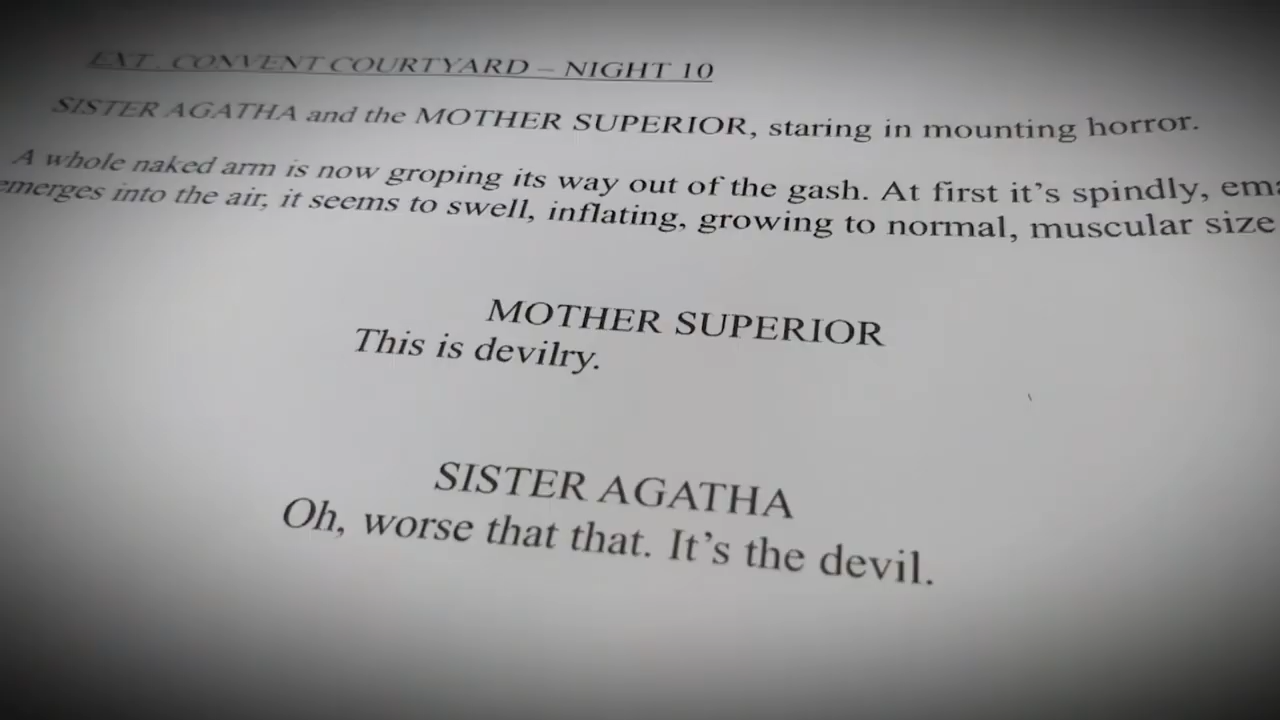 EXT. CONVENT COURTYARD – NIGHT 10
SISTER AGATHA and the MOTHER SUPERIOR, staring in mounting horror.
A whole naked arm is now groping its way out of the gash. At first it’s spindly,
emerges into the air, it seems to swell, inflating, growing to normal, muscular size
MOTHER SUPERIOR
This is devilry.
SISTER AGATHA
Oh, worse that that. It’s the devil.